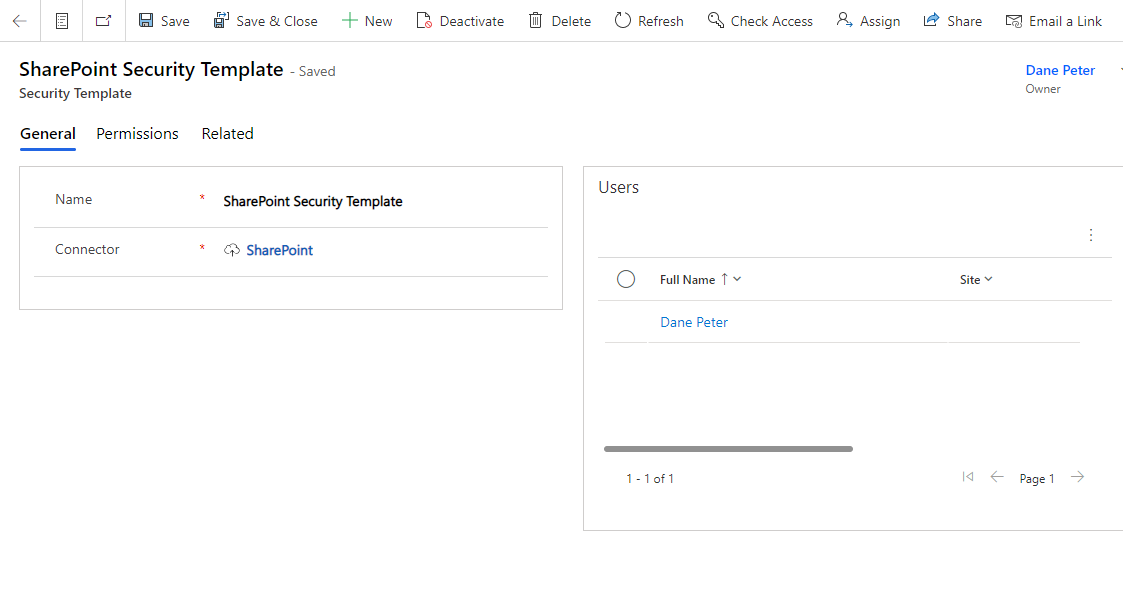 Save
Save & Close
New
Deactivate
Delete
Refresh
Check Access
Assign
Share
Email a Link
SharePoint Security Template - Saved
Security Template
Dane Peter
Owner
General
Permissions
Related
Name *
SharePoint Security Template
Connector *
SharePoint
Users
Full Name
Site
Dane Peter
1 - 1 of 1
Page 1